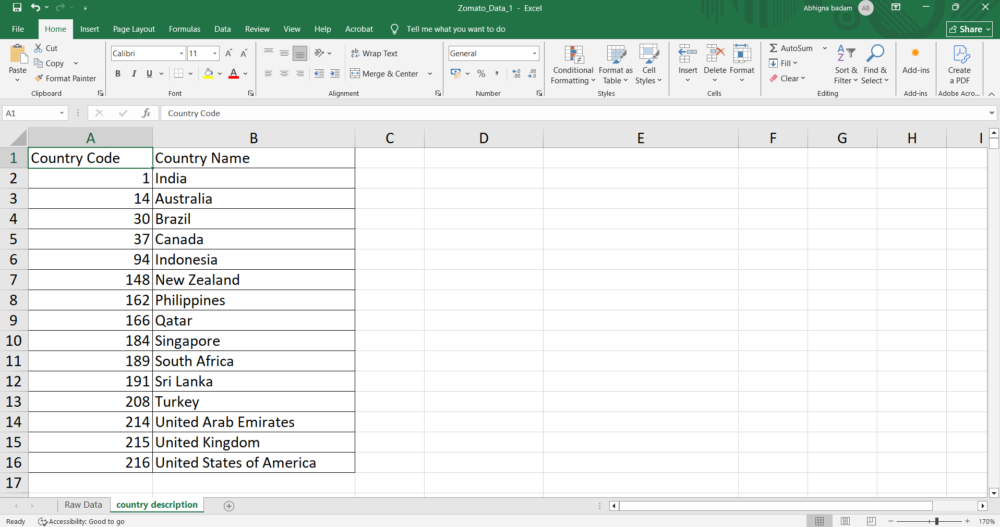 Zomato_Data_1 - Excel
Abhigna badam AB
File Home Insert Page Layout Formulas Data Review View Help Acrobat Tell me what you want to do Share
Paste
Cut
Copy
Format Painter
Clipboard
Calibri 11
B I U A
Font
ab Wrap Text
Merge & Center
Alignment
General
% ,
Number
Conditional Formatting
Format as Table
Cell Styles
Styles
Insert Delete Format
Cells
AutoSum
Fill
Clear
Sort & Filter
Find & Select
Editing
Add-ins
Add-ins
Create a PDF
Adobe Acro...
A1 fx Country Code
A B C D E F G H I
1 Country Code Country Name
2 1 India
3 14 Australia
4 30 Brazil
5 37 Canada
6 94 Indonesia
7 148 New Zealand
8 162 Philippines
9 166 Qatar
10 184 Singapore
11 189 South Africa
12 191 Sri Lanka
13 208 Turkey
14 214 United Arab Emirates
15 215 United Kingdom
16 216 United States of America
17
Raw Data country description
Ready Accessibility: Good to go 170%